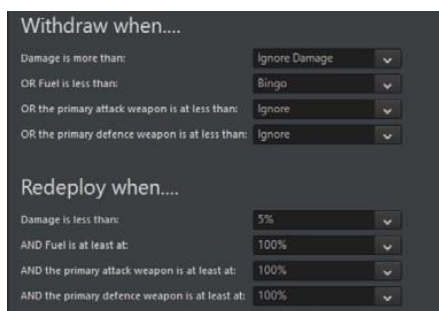 Withdraw when....
Damage is more than: Ignore Damage
OR Fuel is less than: Bingo
OR the primary attack weapon is at less than: Ignore
OR the primary defence weapon is at less than: Ignore
Redeploy when....
Damage is less than: 5%
AND Fuel is at least at: 100%
AND the primary attack weapon is at least at: 100%
AND the primary defence weapon is at least at: 100%